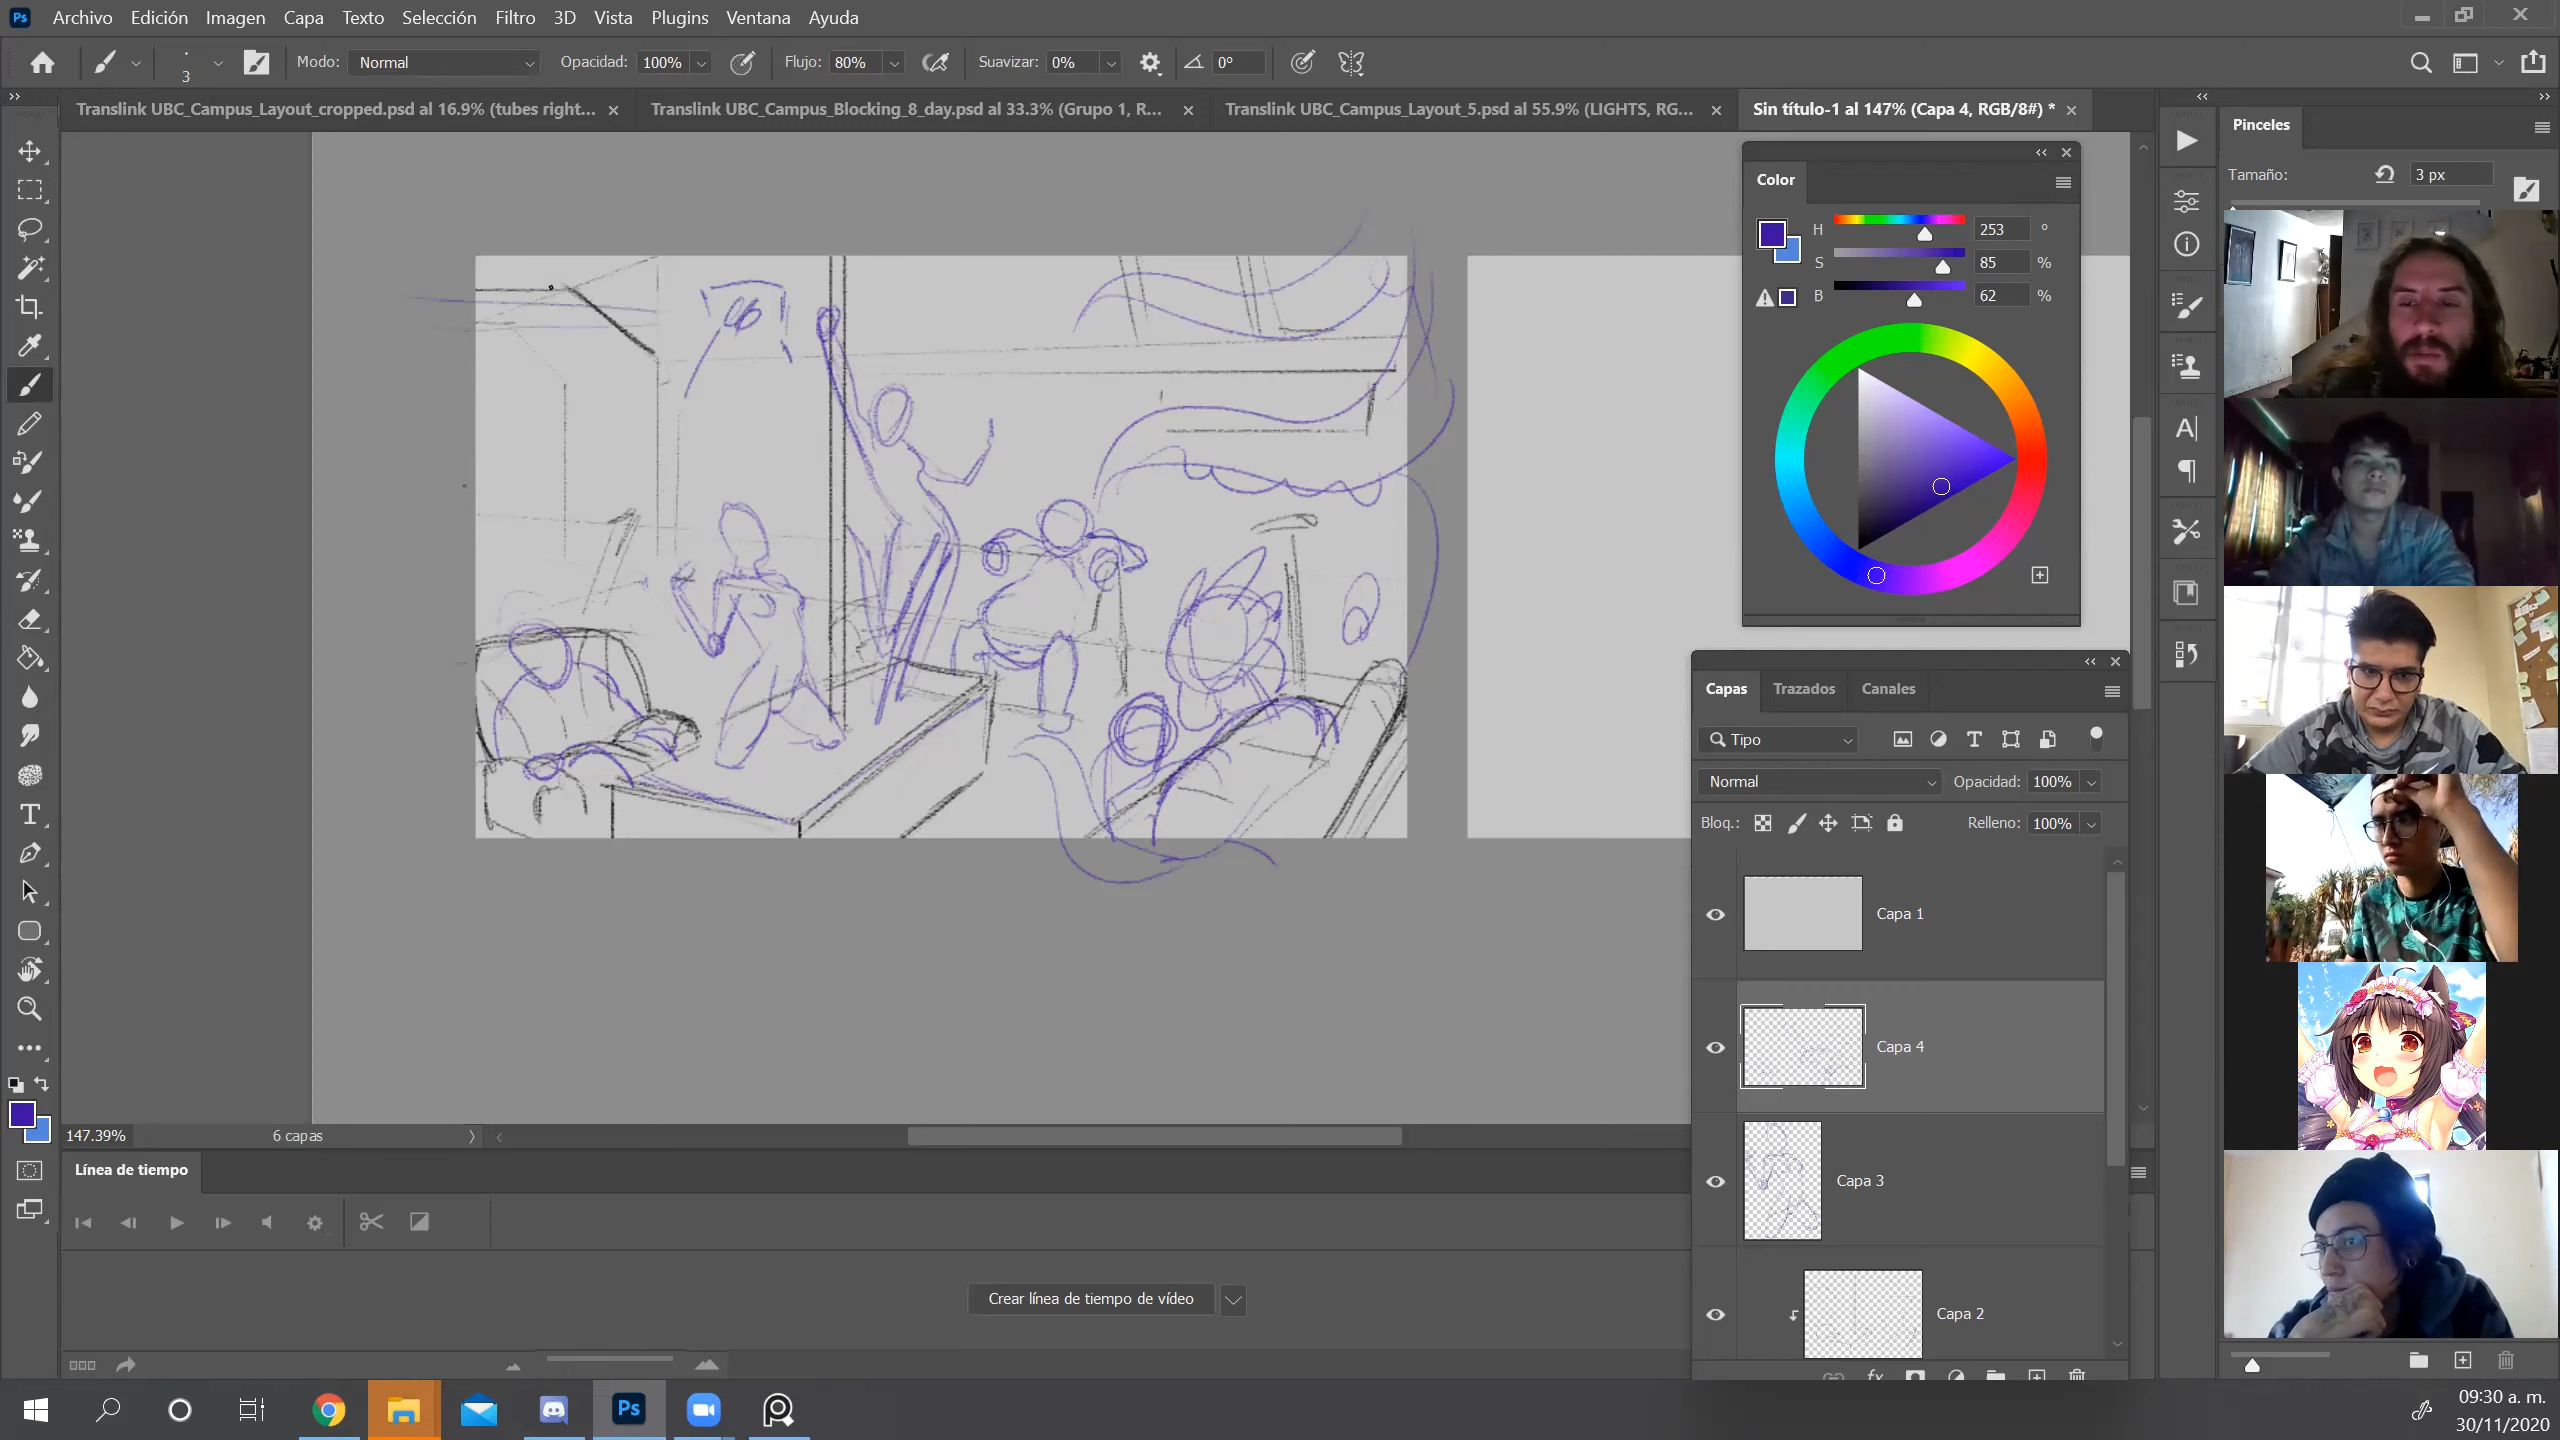 Ps Archivo Edición Imagen Capa Texto Selección Filtro 3D Vista Plugins Ventana Ayuda
3 Modo: Normal Opacidad: 100% Flujo: 80% Suavizar: 0% 0°
Translink UBC_Campus_Layout_cropped.psd al 16.9% (tubes right...
Translink UBC_Campus_Blocking_8_day.psd al 33.3% (Grupo 1, R...
Translink UBC_Campus_Layout_5.psd al 55.9% (LIGHTS, RG...
Sin título-1 al 147% (Capa 4, RGB/8#) *
Pinceles
Tamaño: 3 px
Color
H 253 °
S 85 %
B 62 %
Capas Trazados Canales
Tipo
Normal Opacidad: 100%
Bloq.: Relleno: 100%
Capa 1
Capa 4
Capa 3
Capa 2
fx
147.39% 6 capas
Línea de tiempo
Crear línea de tiempo de vídeo
Ps
09:30 a. m.
30/11/2020